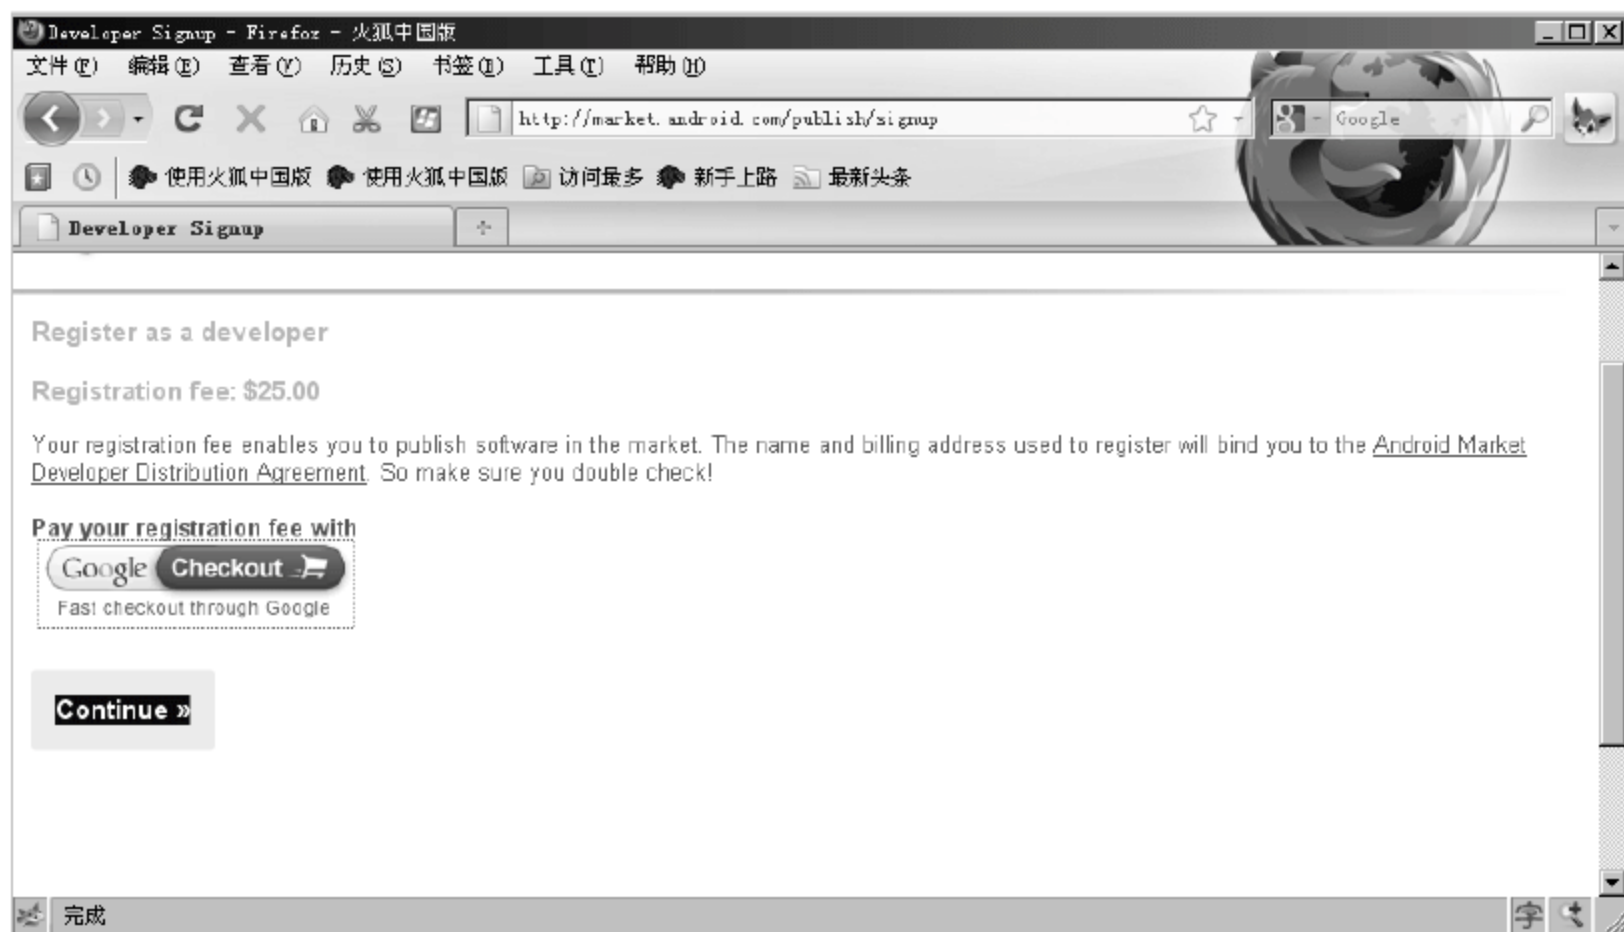 Developer Signup - Firefox - 火狐中国版
文件(F) 编辑(E) 查看(V) 历史(S) 书签(B) 工具(T) 帮助(H)
http://market.android.com/publish/signup Google
使用火狐中国版 使用火狐中国版 访问最多 新手上路 最新头条
Developer Signup
Register as a developer
Registration fee: $25.00
Your registration fee enables you to publish software in the market. The name and billing address used to register will bind you to the Android Market
Developer Distribution Agreement. So make sure you double check!
Pay your registration fee with
Google Checkout
Fast checkout through Google
Continue »
完成 字